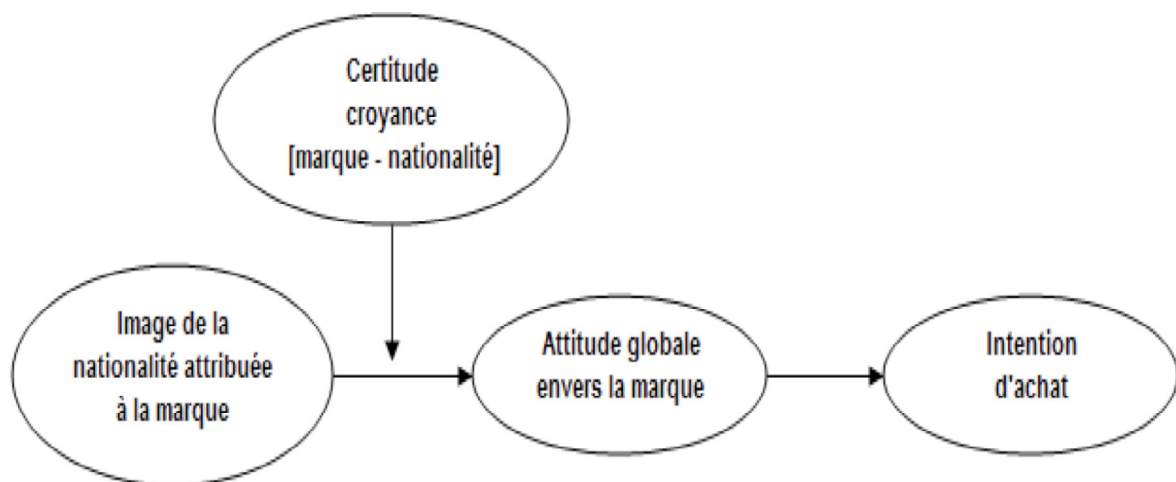 Certitude
croyance
[marque - nationalité]
Image de la
nationalité attribuée
à la marque
Attitude globale
envers la marque
Intention
d'achat